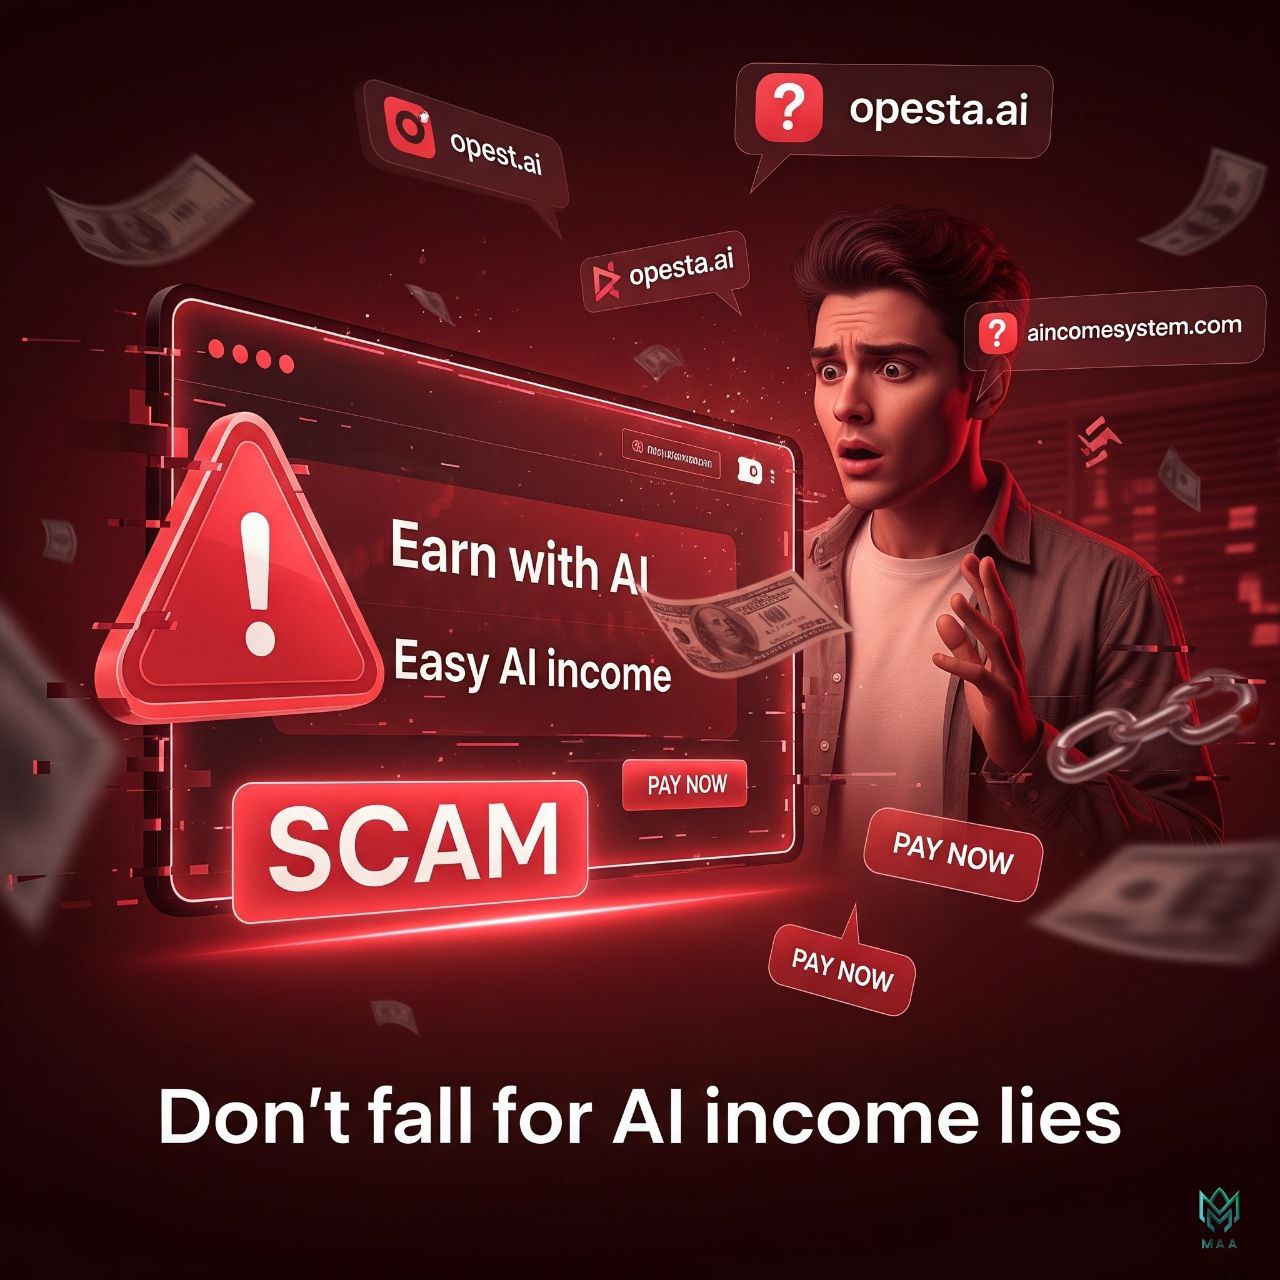 opest.ai
opesta.ai
opesta.ai
aincomesystem.com
Earn with AI
Easy AI income
PAY NOW
SCAM
PAY NOW
PAY NOW
Don't fall for AI income lies
MAA